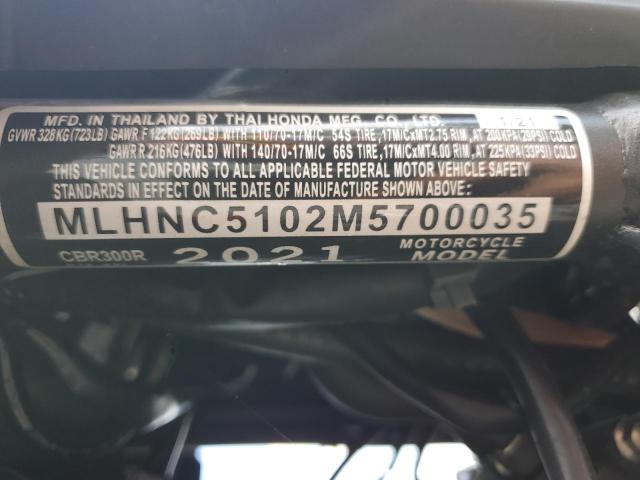 MFD. IN THAILAND BY THAI HONDA MFG. CO., LTD. 1/21
GVWR 328KG(723LB) GAWR F 122KG(269LB) WITH 110/70-17M/C 54S TIRE, 17M/CxMT2.75 RIM, AT 200KPA(29PSI) COLD
GAWR R 216KG(476LB) WITH 140/70-17M/C 66S TIRE, 17M/CxMT4.00 RIM, AT 225KPA(33PSI) COLD
THIS VEHICLE CONFORMS TO ALL APPLICABLE FEDERAL MOTOR VEHICLE SAFETY
STANDARDS IN EFFECT ON THE DATE OF MANUFACTURE SHOWN ABOVE.
MLHNC5102M5700035
CBR300R 2021 MOTORCYCLE MODEL